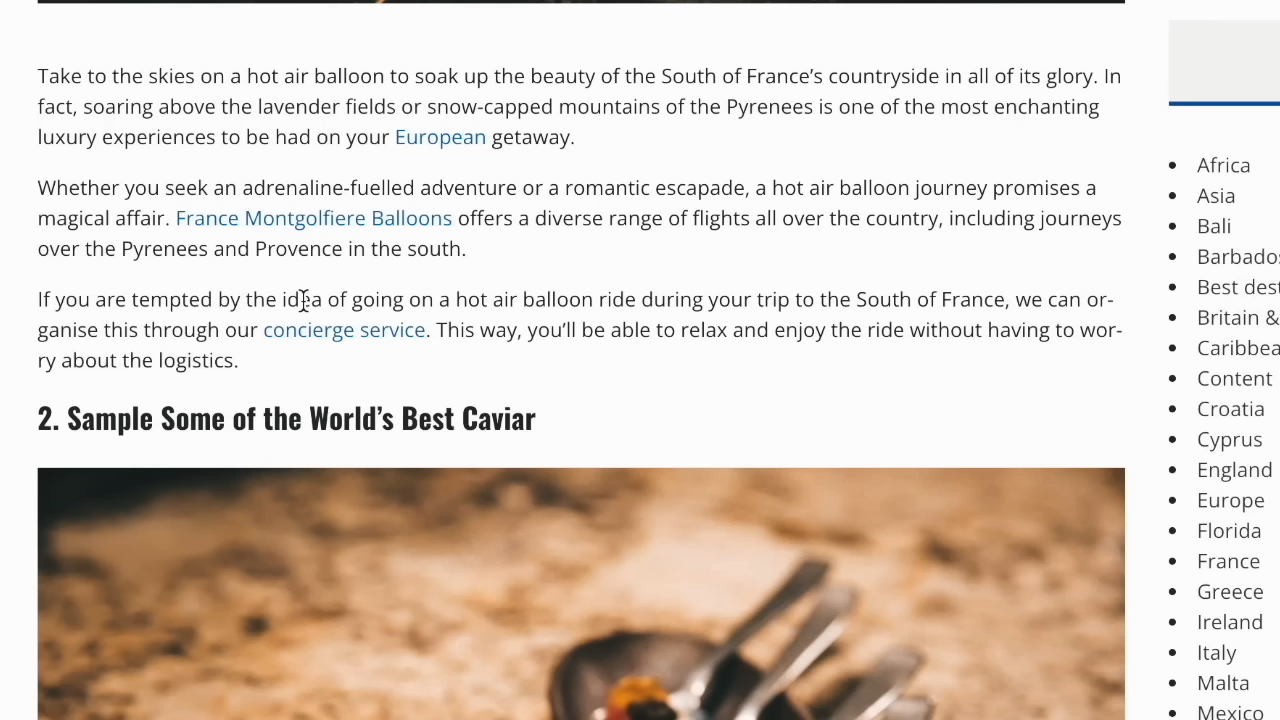 Take to the skies on a hot air balloon to soak up the beauty of the South of France’s countryside in all of its glory. In
fact, soaring above the lavender fields or snow-capped mountains of the Pyrenees is one of the most enchanting
luxury experiences to be had on your European getaway.
Whether you seek an adrenaline-fuelled adventure or a romantic escapade, a hot air balloon journey promises a
magical affair. France Montgolfiere Balloons offers a diverse range of flights all over the country, including journeys
over the Pyrenees and Provence in the south.
If you are tempted by the idea of going on a hot air balloon ride during your trip to the South of France, we can or-
ganise this through our concierge service. This way, you’ll be able to relax and enjoy the ride without having to wor-
ry about the logistics.
2. Sample Some of the World’s Best Caviar
Africa
Asia
Bali
Barbados
Best dest
Britain &
Caribbea
Content
Croatia
Cyprus
England
Europe
Florida
France
Greece
Ireland
Italy
Malta
Mexico